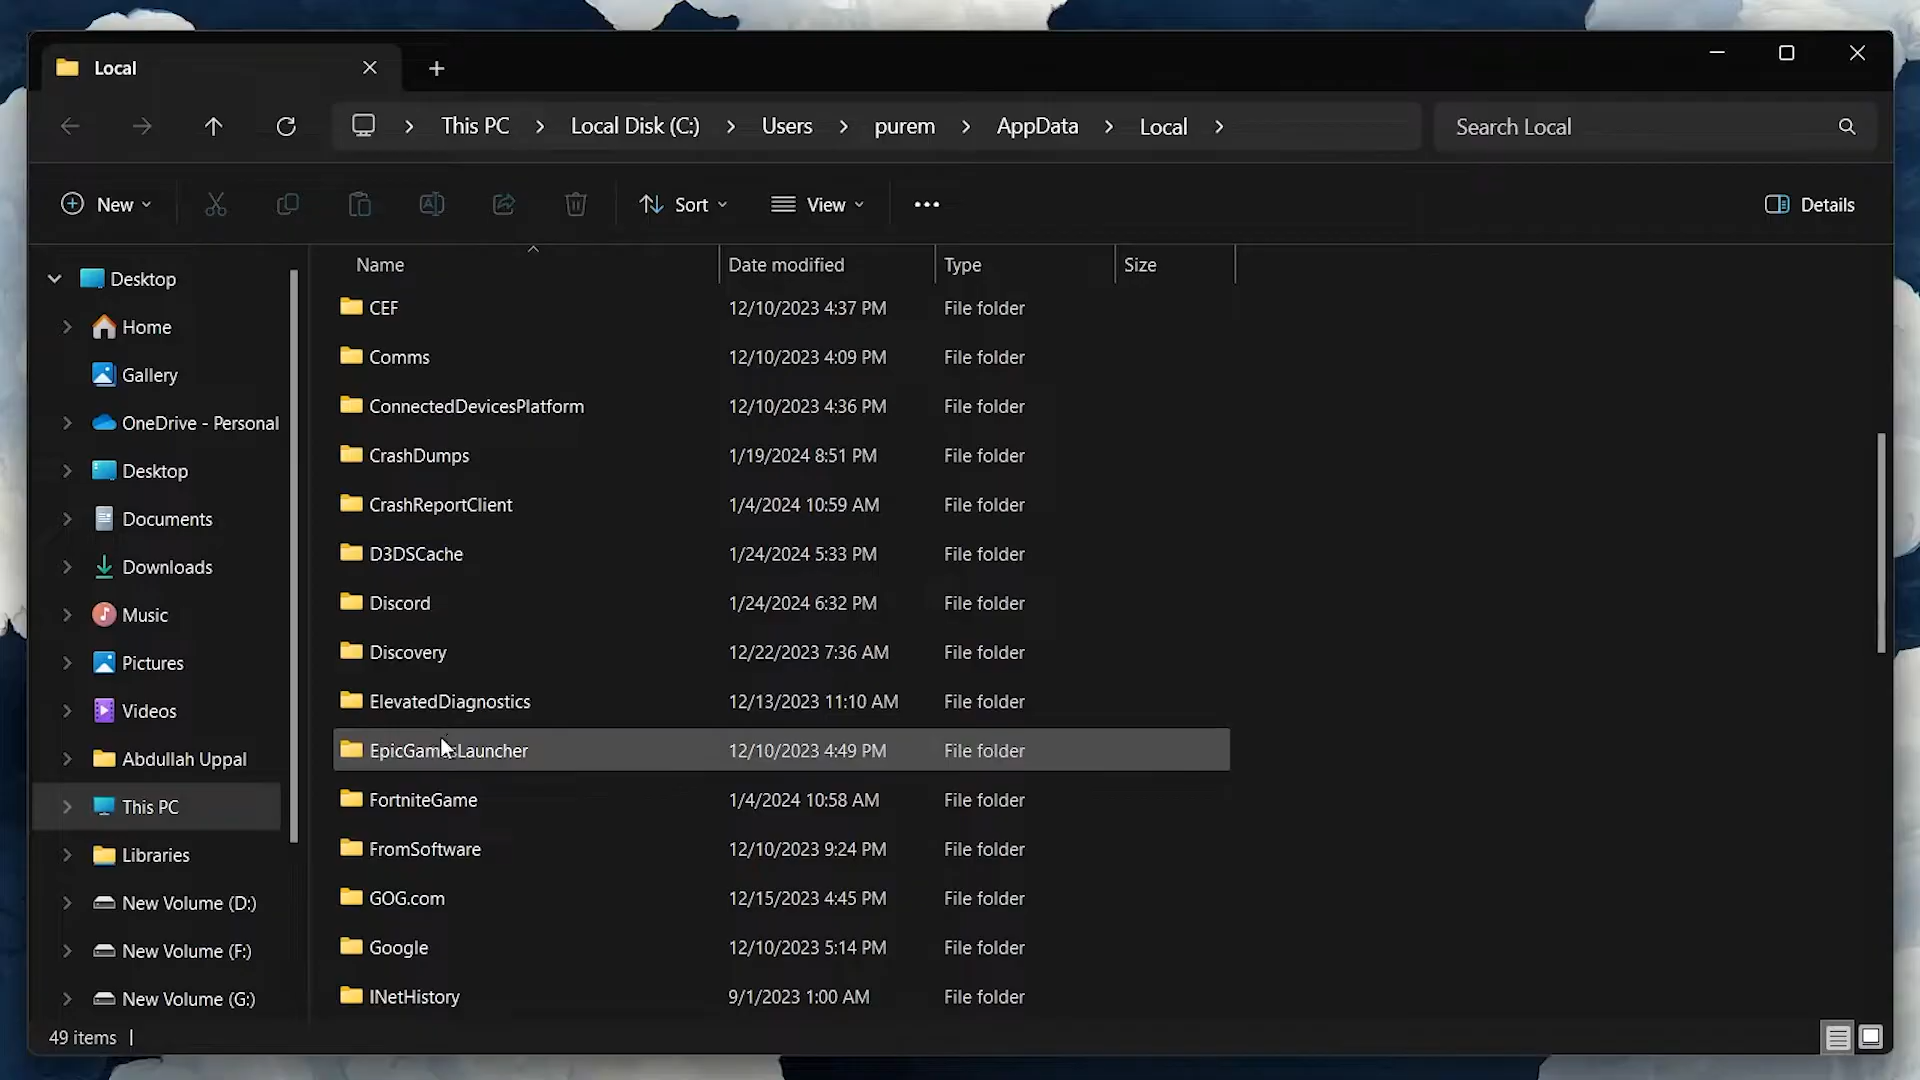 Local
This PC > Local Disk (C:) > Users > purem > AppData > Local >
Search Local
New
Sort
View
Details
Name Date modified Type Size
Desktop
Home
Gallery
OneDrive - Personal
Desktop
Documents
Downloads
Music
Pictures
Videos
Abdullah Uppal
This PC
Libraries
New Volume (D:)
New Volume (F:)
New Volume (G:)
CEF 12/10/2023 4:37 PM File folder
Comms 12/10/2023 4:09 PM File folder
ConnectedDevicesPlatform 12/10/2023 4:36 PM File folder
CrashDumps 1/19/2024 8:51 PM File folder
CrashReportClient 1/4/2024 10:59 AM File folder
D3DSCache 1/24/2024 5:33 PM File folder
Discord 1/24/2024 6:32 PM File folder
Discovery 12/22/2023 7:36 AM File folder
ElevatedDiagnostics 12/13/2023 11:10 AM File folder
EpicGamesLauncher 12/10/2023 4:49 PM File folder
FortniteGame 1/4/2024 10:58 AM File folder
FromSoftware 12/10/2023 9:24 PM File folder
GOG.com 12/15/2023 4:45 PM File folder
Google 12/10/2023 5:14 PM File folder
INetHistory 9/1/2023 1:00 AM File folder
49 items